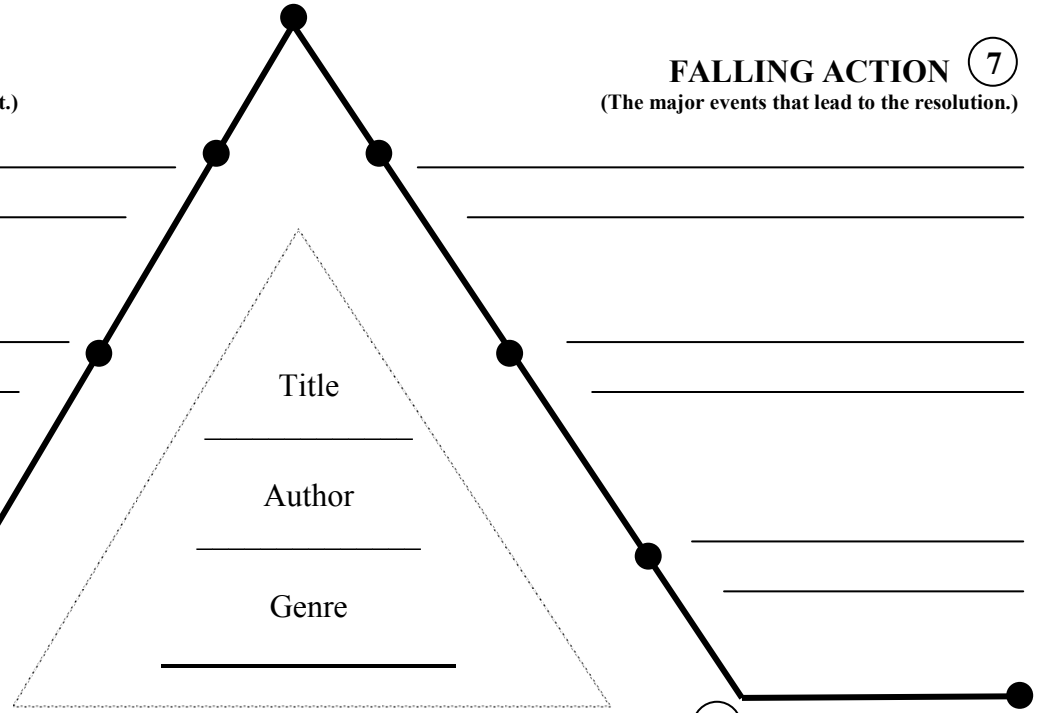 FALLING ACTION 7
(The major events that lead to the resolution.)
t.)
Title
Author
Genre